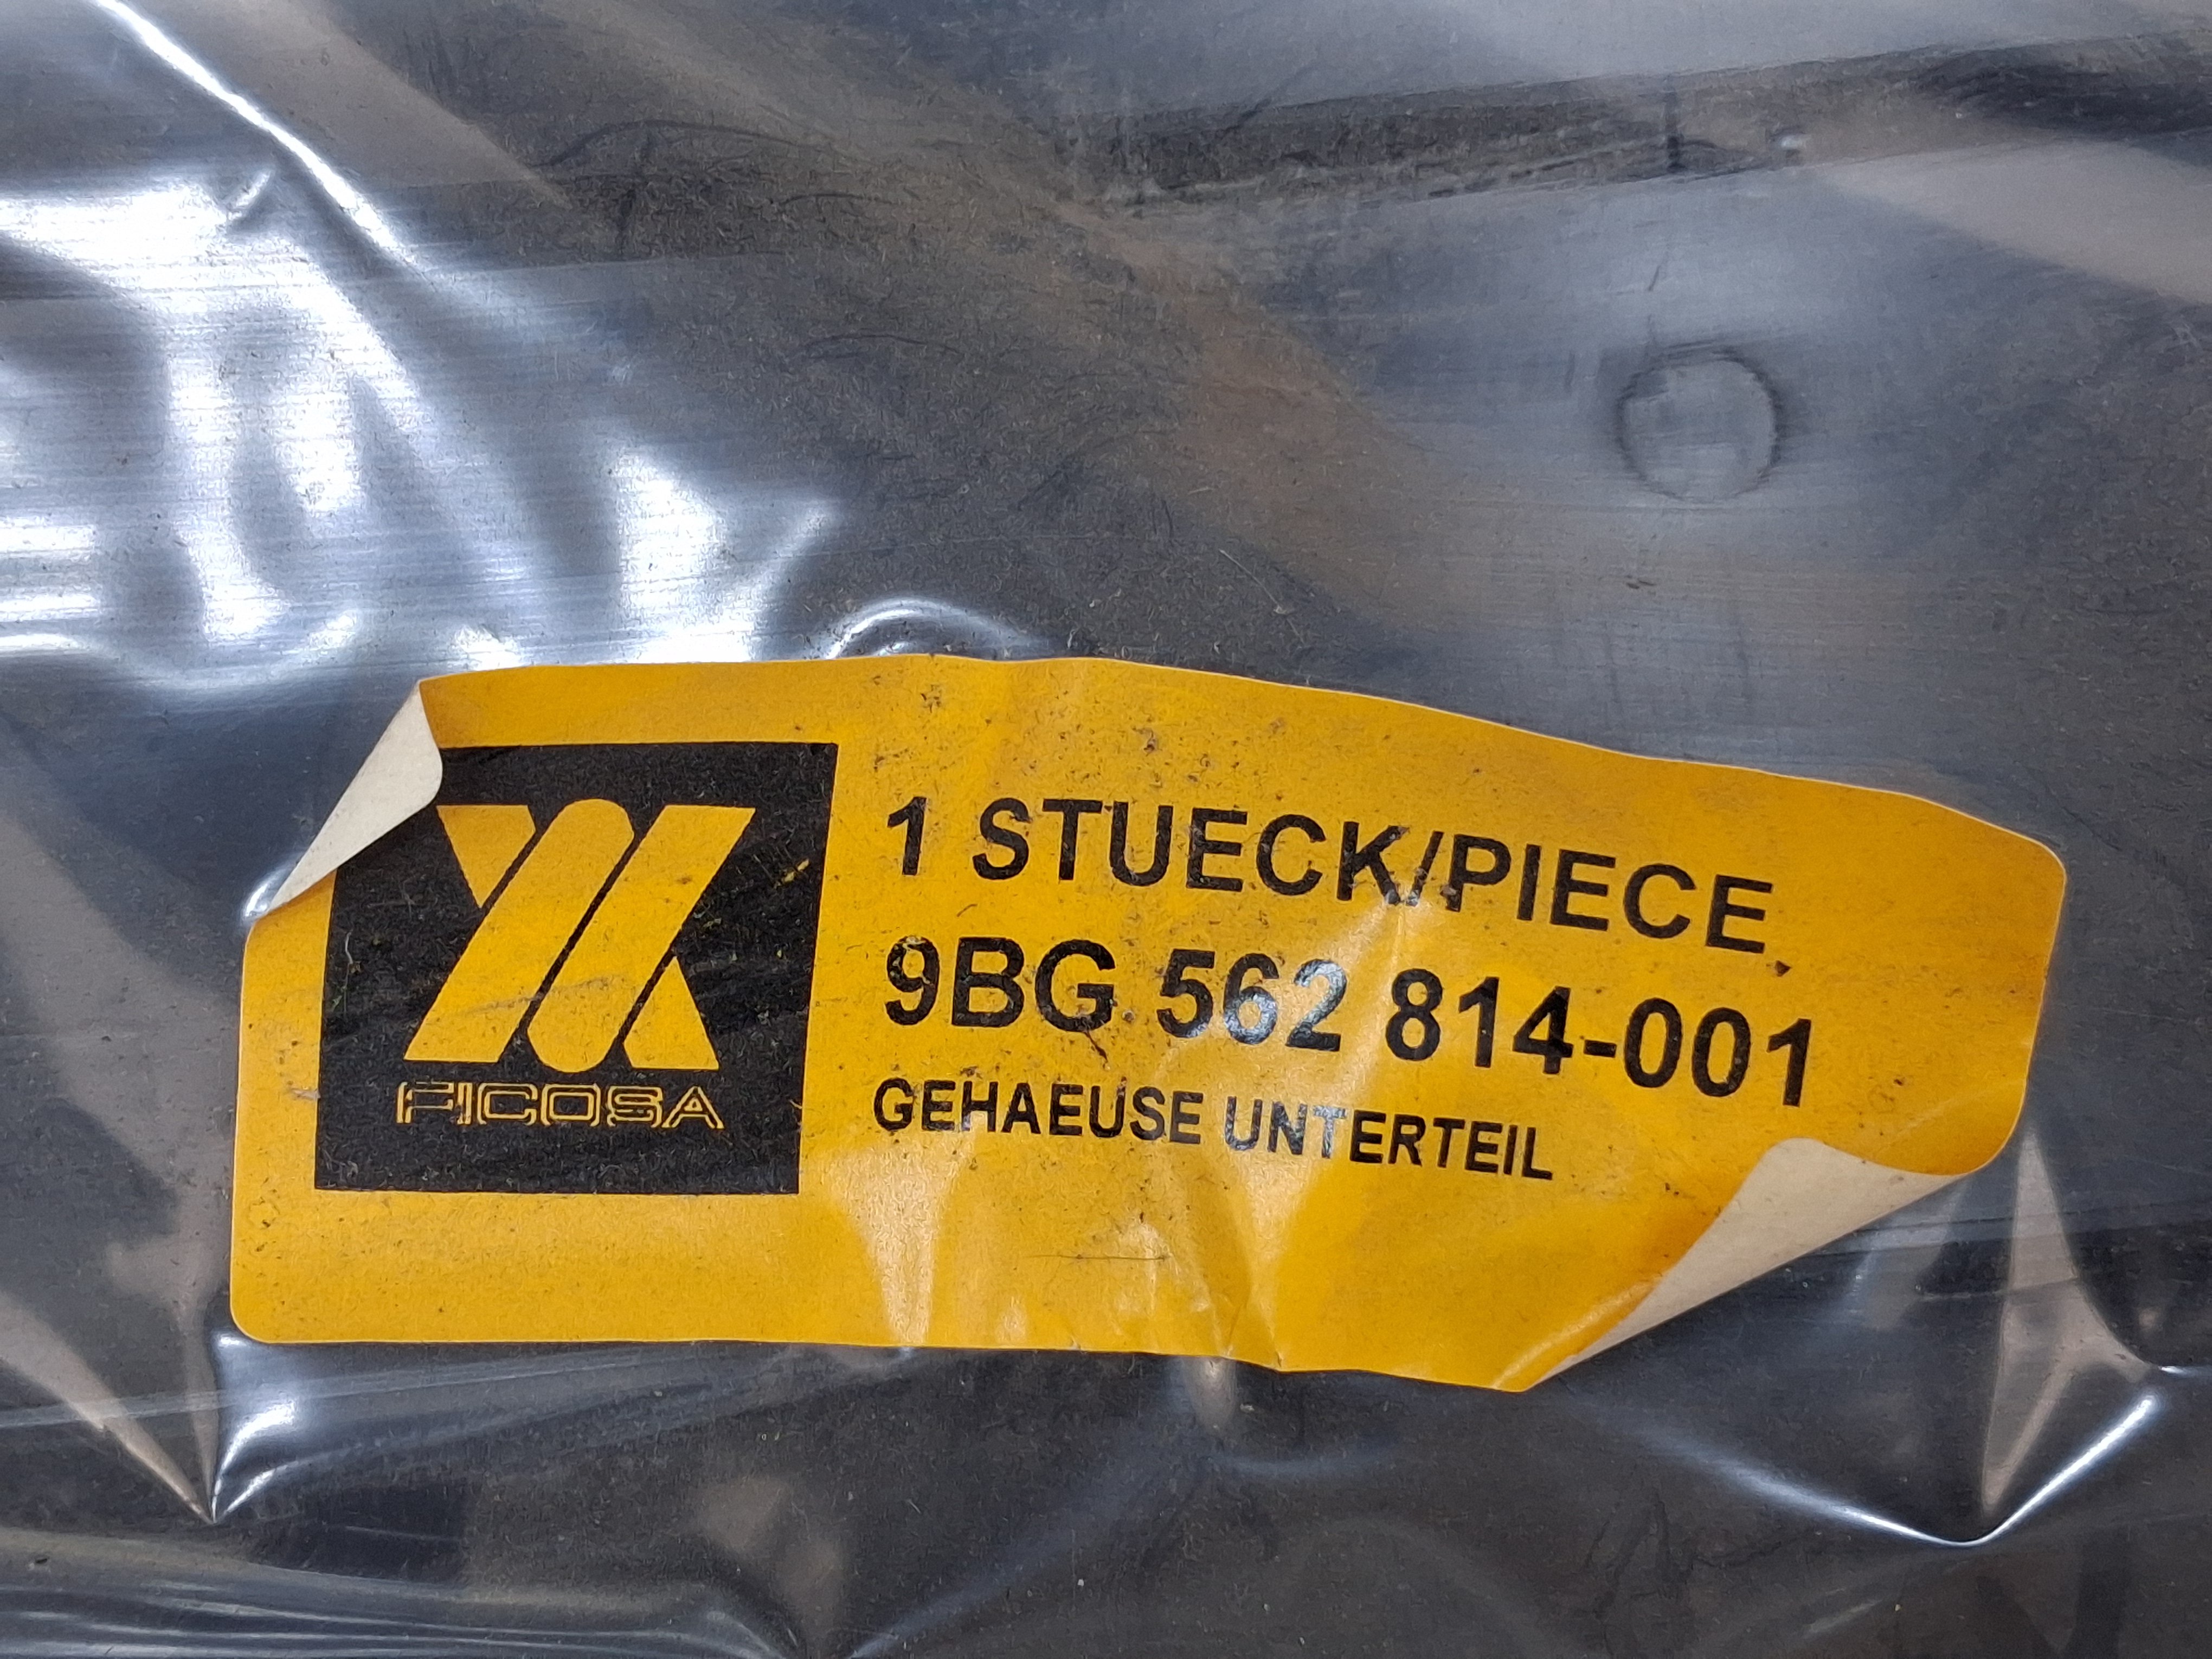 1 STUECK/PIECE
9BG 562 814-001
GEHAEUSE UNTERTEIL
FICOSA